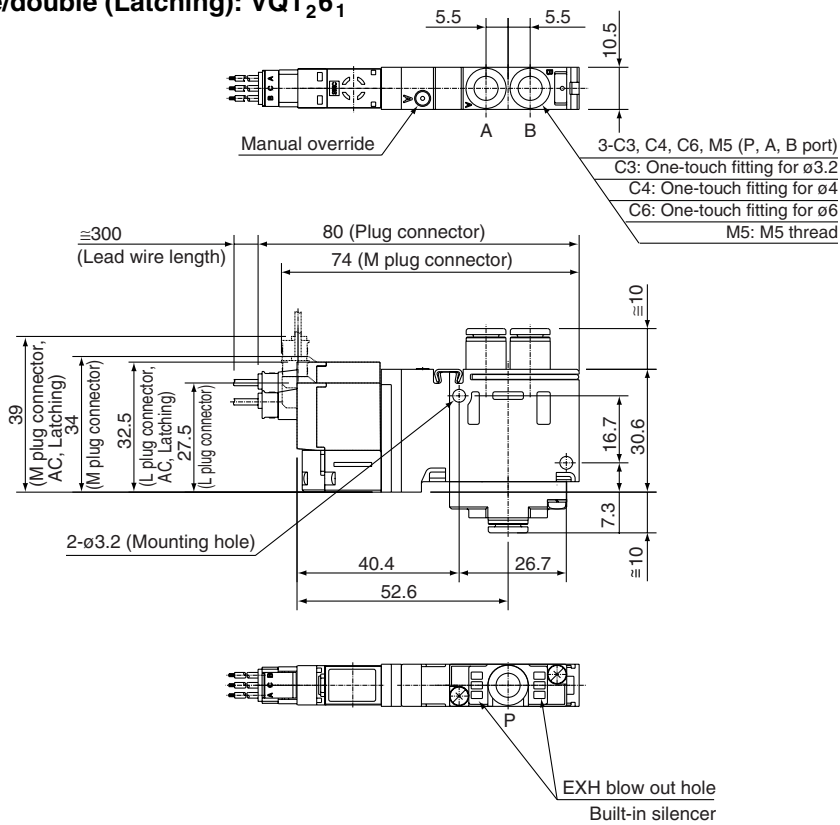 e/double (Latching): VQ1 2 6 1
5.5 5.5
10.5
A C B
A B
Manual override
A B
3-C3, C4, C6, M5 (P, A, B port)
C3: One-touch fitting for ø3.2
C4: One-touch fitting for ø4
C6: One-touch fitting for ø6
M5: M5 thread
≅300
(Lead wire length)
80 (Plug connector)
74 (M plug connector)
≅10
39
(M plug connector,
AC, Latching)
34
(M plug connector)
32.5
(L plug connector,
AC, Latching)
27.5
(L plug connector)
16.7
30.6
7.3
≅10
2-ø3.2 (Mounting hole)
40.4
26.7
52.6
B C A
P
EXH blow out hole
Built-in silencer